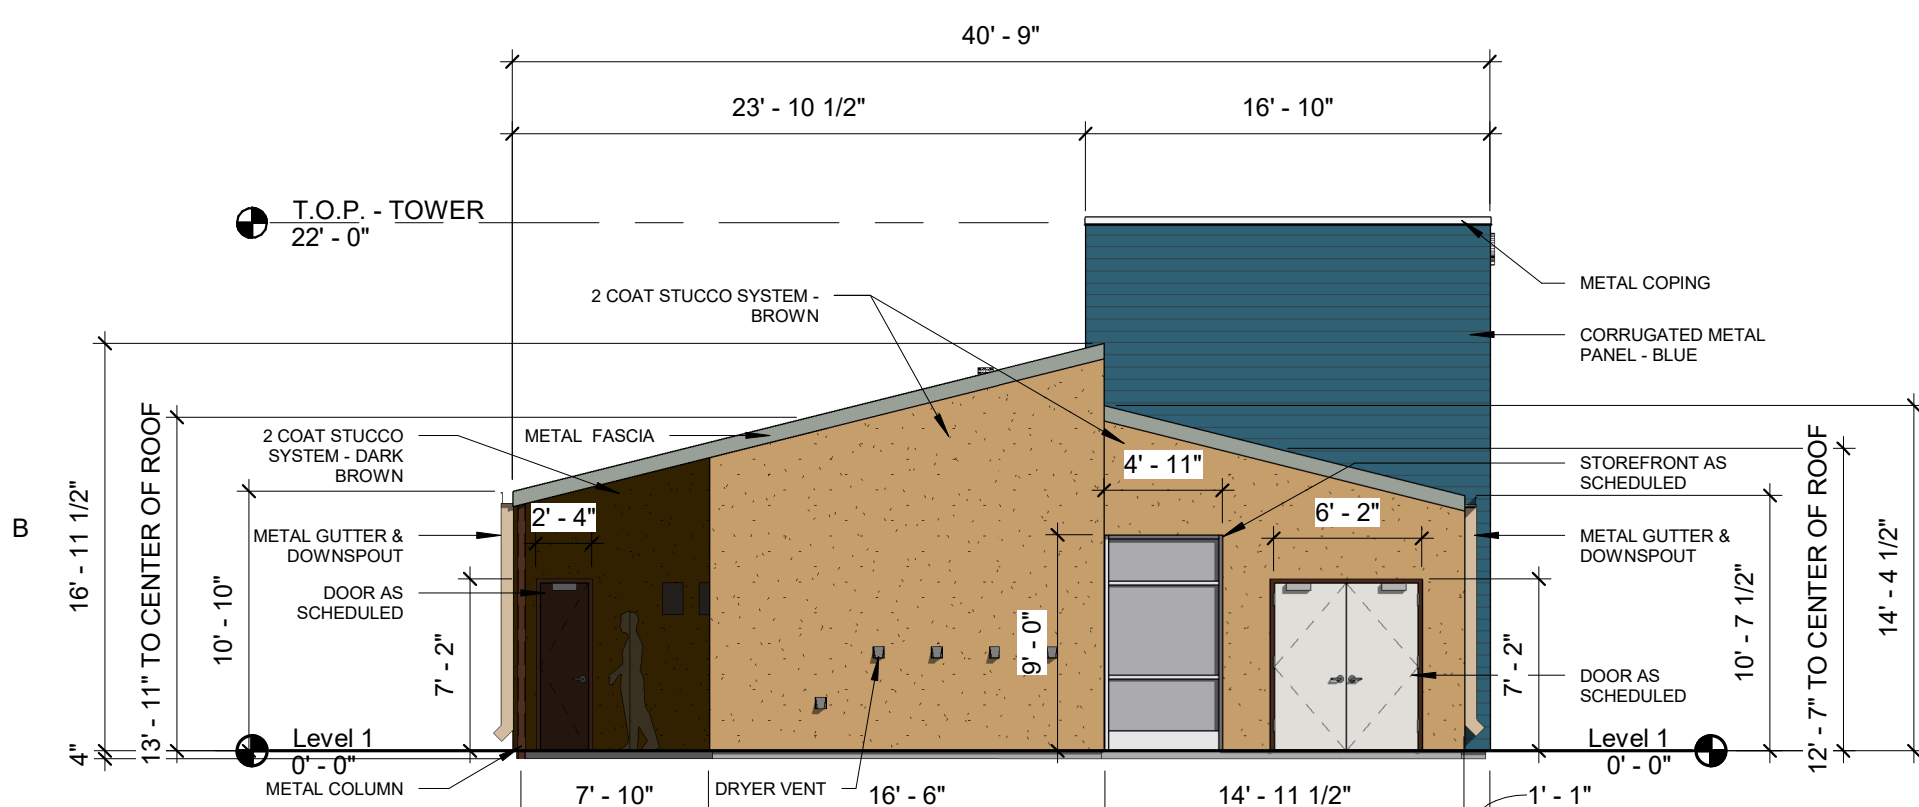 40' - 9"
23' - 10 1/2"
16' - 10"
T.O.P. - TOWER
22' - 0"
2 COAT STUCCO SYSTEM -
BROWN
METAL COPING
CORRUGATED METAL
PANEL - BLUE
2 COAT STUCCO
SYSTEM - DARK
BROWN
METAL FASCIA
4' - 11"
STOREFRONT AS
SCHEDULED
2' - 4"
6' - 2"
B
METAL GUTTER &
DOWNSPOUT
METAL GUTTER &
DOWNSPOUT
16' - 11 1/2"
13' - 11" TO CENTER OF ROOF
10' - 10"
DOOR AS
SCHEDULED
7' - 2"
9' - 0"
7' - 2"
DOOR AS
SCHEDULED
10' - 7 1/2"
12' - 7" TO CENTER OF ROOF
14' - 4 1/2"
4"
Level 1
0' - 0"
Level 1
0' - 0"
METAL COLUMN
7' - 10"
DRYER VENT
16' - 6"
14' - 11 1/2"
1' - 1"